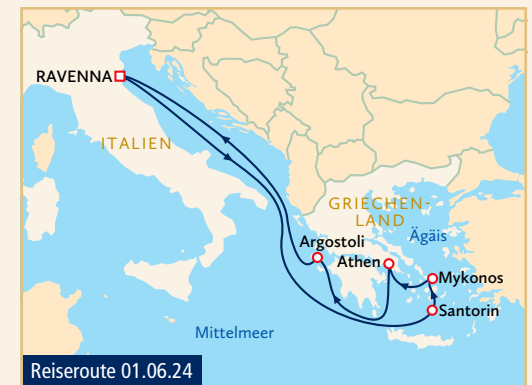 RAVENNA
ITALIEN
GRIECHEN-
LAND
Ägäis
Argostoli
Athen
Mykonos
Santorin
Mittelmeer
Reiseroute 01.06.24